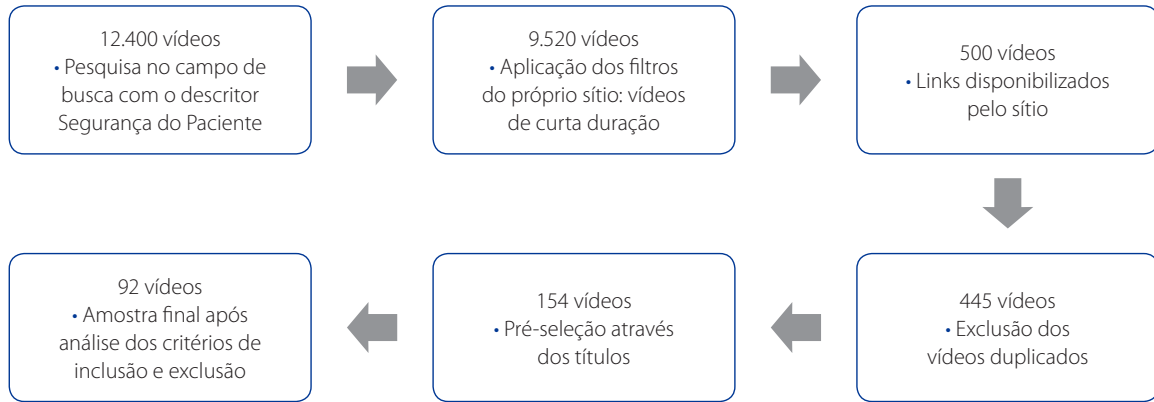 12.400 vídeos
• Pesquisa no campo de
busca com o descritor
Segurança do Paciente
9.520 vídeos
• Aplicação dos filtros
do próprio sítio: vídeos
de curta duração
500 vídeos
• Links disponibilizados
pelo sítio
445 vídeos
• Exclusão dos
vídeos duplicados
154 vídeos
• Pré-seleção através
dos títulos
92 vídeos
• Amostra final após
análise dos critérios de
inclusão e exclusão